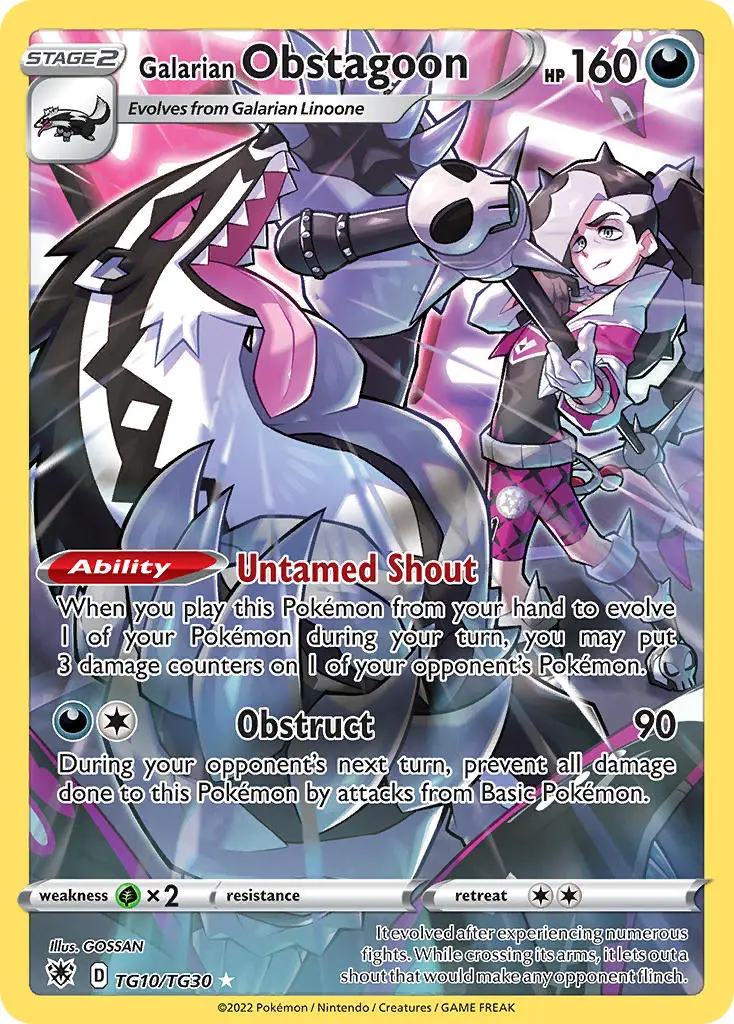 STAGE 2
Galarian Obstagoon
HP 160
Evolves from Galarian Linoone
Ability Untamed Shout
When you play this Pokémon from your hand to evolve
1 of your Pokémon during your turn, you may put
3 damage counters on 1 of your opponent's Pokémon.
Obstruct 90
During your opponent's next turn, prevent all damage
done to this Pokémon by attacks from Basic Pokémon.
weakness ×2 resistance retreat
Illus. GOSSAN
D TG10/TG30
It evolved after experiencing numerous
fights. While crossing its arms, it lets out a
shout that would make any opponent flinch.
©2022 Pokémon / Nintendo / Creatures / GAME FREAK